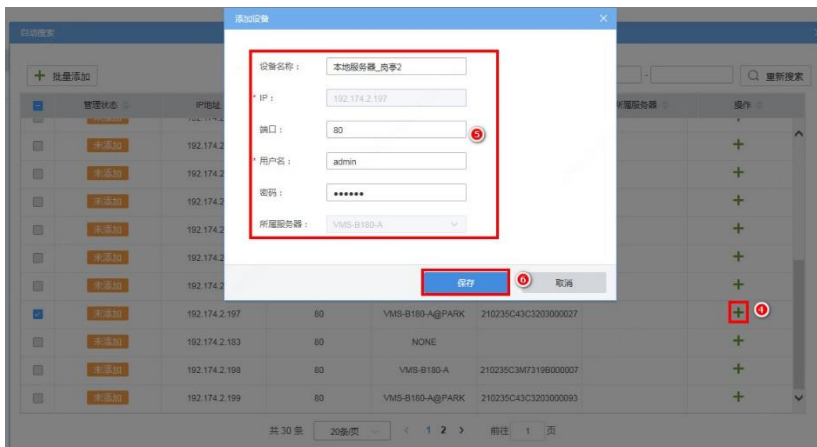 添加设备
自动搜索
设备名称： 本地服务器_岗亭2
+ 批量添加
-
重新搜索
* IP： 192.174.2.197
管理状态 IP地址 所属服务器 操作
端口： 80
⑤
未添加 192.174.2
* 用户名： admin
未添加 192.174.2
密码： ●●●●●●
未添加 192.174.2
所属服务器： VMS-B180-A
未添加 192.174.2
未添加 192.174.2
未添加 192.174.2
保存 ⑥ 取消
未添加 192.174.2.197 80 VMS-B180-A@PARK 210235C43C3203000027 ④
未添加 192.174.2.183 80 NONE
未添加 192.174.2.198 80 VMS-B180-A 210235C3M7319B000007
未添加 192.174.2.199 80 VMS-B180-A@PARK 210235C43C3203000093
共 30 条 20条/页 < 1 2 > 前往 1 页